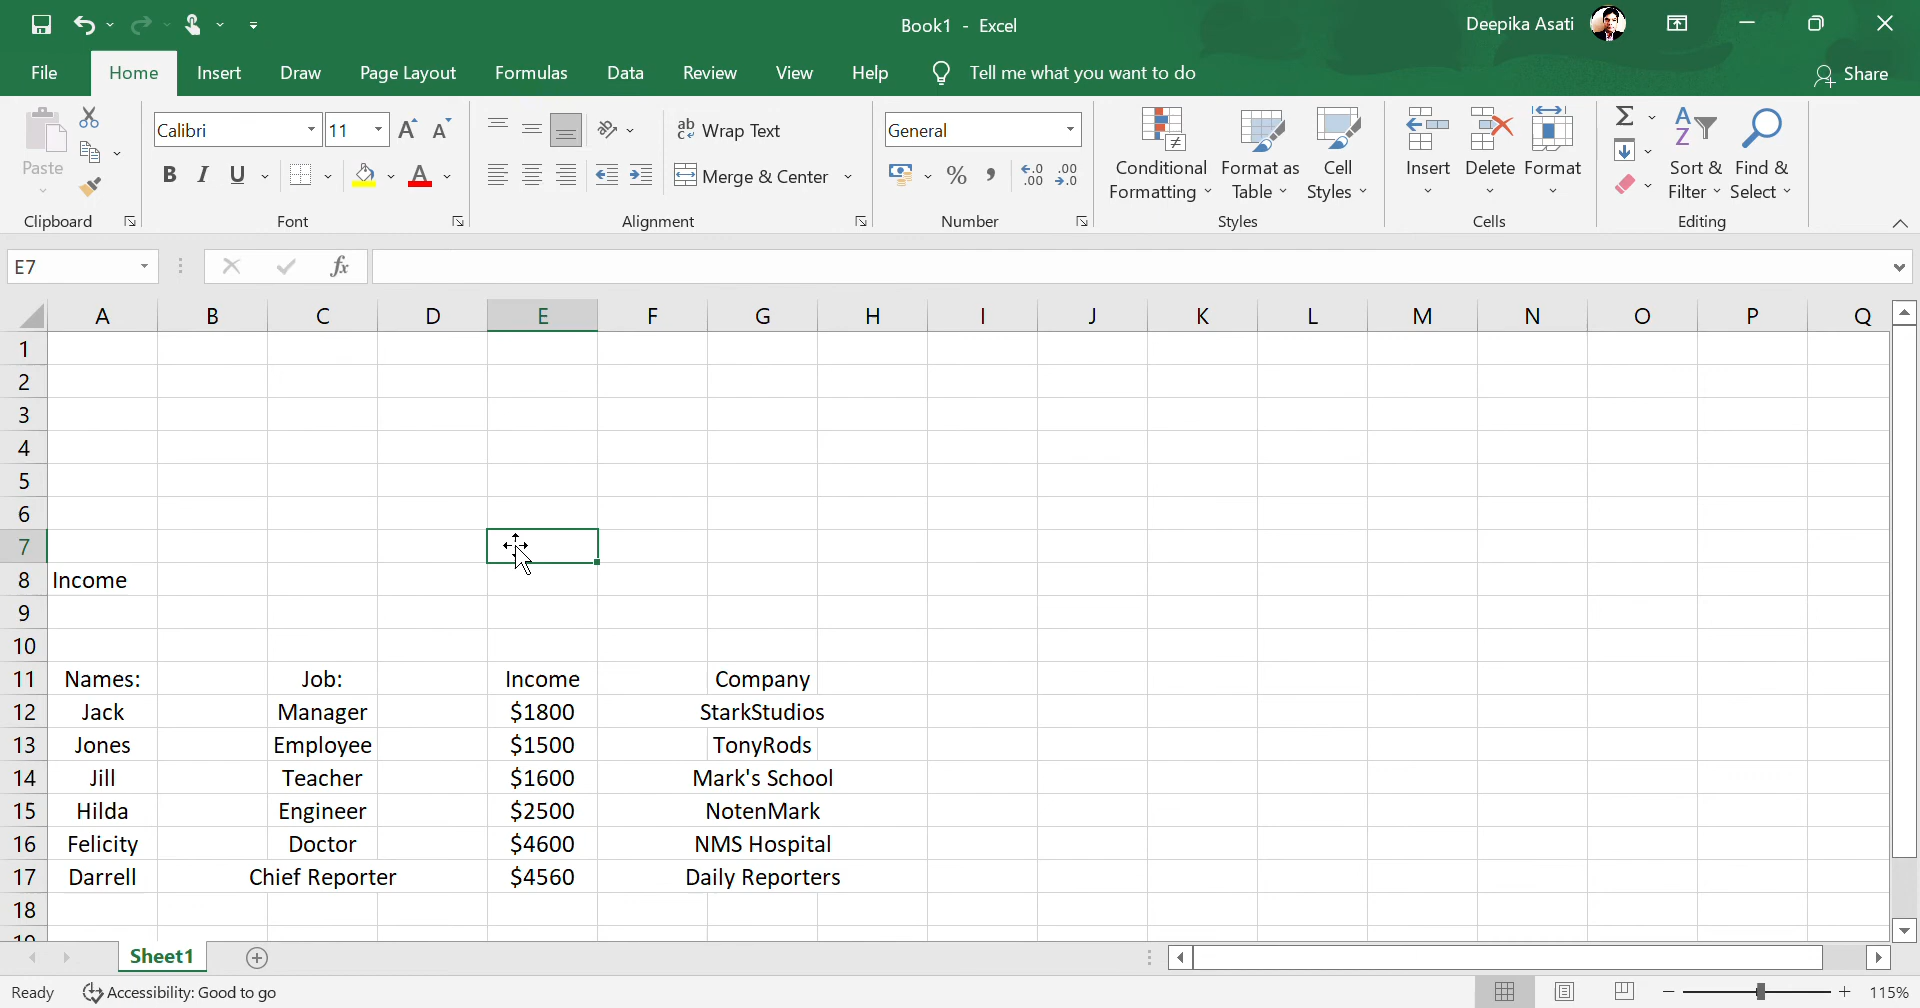 Book1 - Excel
Deepika Asati
File Home Insert Draw Page Layout Formulas Data Review View Help Tell me what you want to do Share
Calibri 11 Wrap Text General
Paste
B I U A Merge & Center % ,
Conditional Formatting
Format as Table
Cell Styles
Insert Delete Format
Sort & Filter
Find & Select
Clipboard Font Alignment Number Styles Cells Editing
E7 fx
A B C D E F G H I J K L M N O P Q
1
2
3
4
5
6
7
8 Income
9
10
11 Names: Job: Income Company
12 Jack Manager $1800 StarkStudios
13 Jones Employee $1500 TonyRods
14 Jill Teacher $1600 Mark's School
15 Hilda Engineer $2500 NotenMark
16 Felicity Doctor $4600 NMS Hospital
17 Darrell Chief Reporter $4560 Daily Reporters
18
19
Sheet1
Ready Accessibility: Good to go 115%